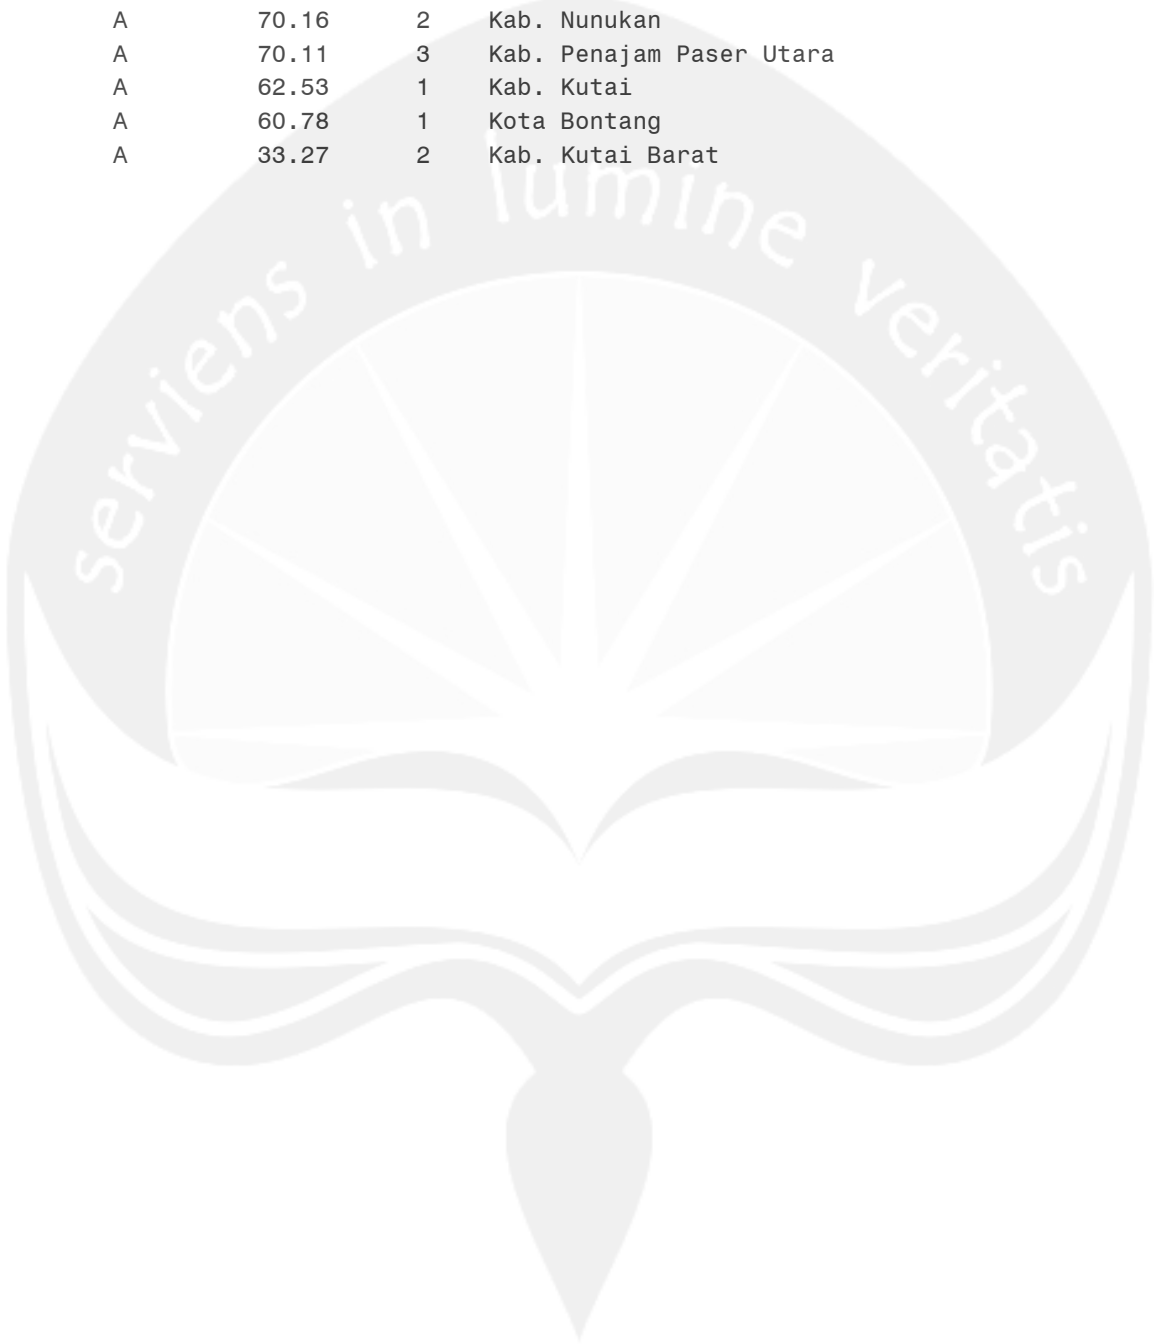 A 70.16 2 Kab. Nunukan
A 70.11 3 Kab. Penajam Paser Utara
A 62.53 1 Kab. Kutai
A 60.78 1 Kota Bontang
A 33.27 2 Kab. Kutai Barat
serviens in lumine veritatis